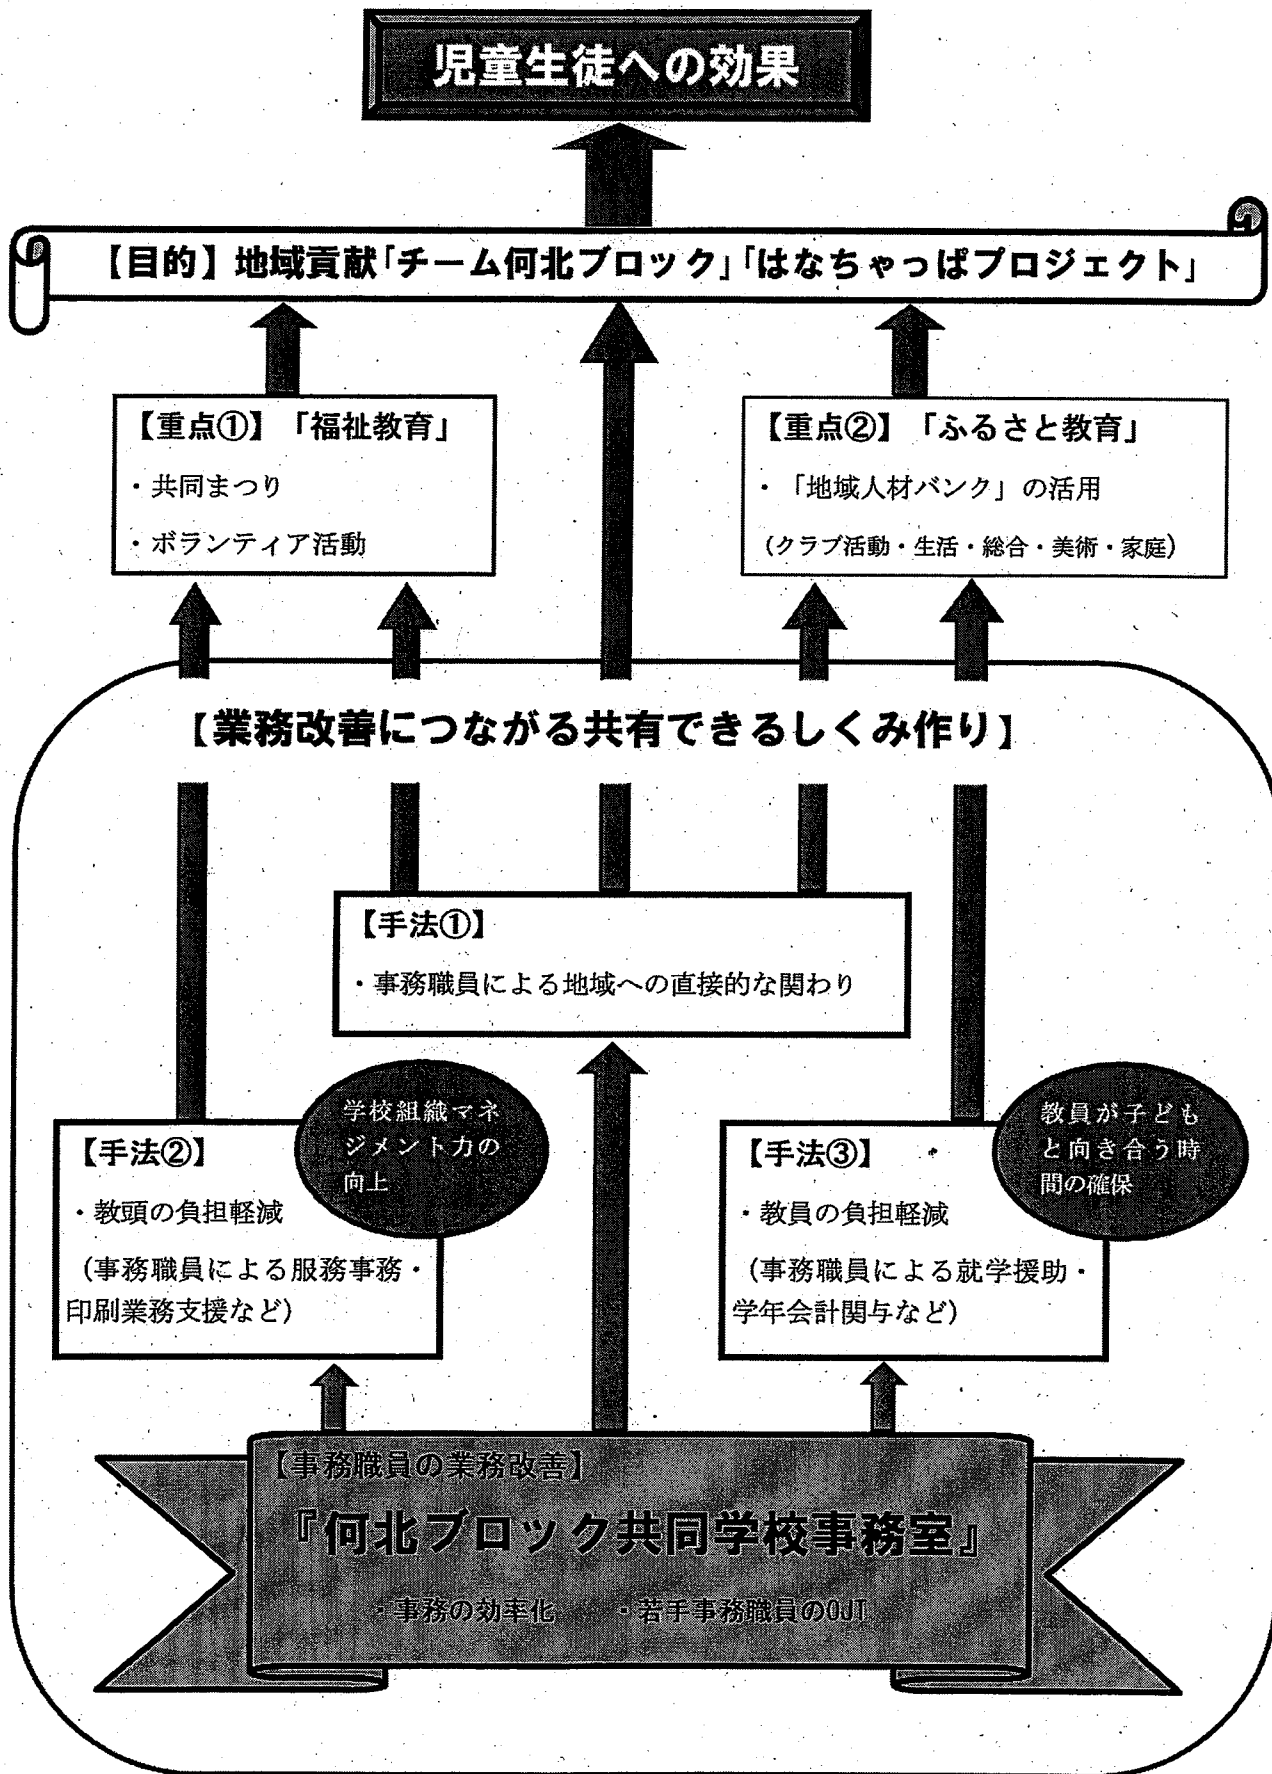 児童生徒への効果
【目的】地域貢献「チーム何北ブロック」「はなちゃっぱプロジェクト」
【重点①】「福祉教育」
・共同まつり
・ボランティア活動
【重点②】「ふるさと教育」
・「地域人材バンク」の活用
（クラブ活動・生活・総合・美術・家庭）
【業務改善につながる共有できるしくみ作り】
【手法①】
・事務職員による地域への直接的な関わり
学校組織マネ
ジメント力の
向上
【手法②】
・教頭の負担軽減
（事務職員による服務事務・
印刷業務支援など）
教員が子ども
と向き合う時
間の確保
【手法③】
・教員の負担軽減
（事務職員による就学援助・
学年会計関与など）
【事務職員の業務改善】
『何北ブロック共同学校事務室』
・事務の効率化　・若手事務職員のOJT